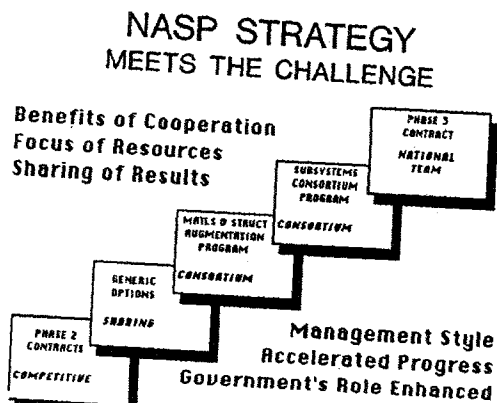 NASP STRATEGY
MEETS THE CHALLENGE
Benefits of Cooperation
Focus of Resources
Sharing of Results
PHASE 3
CONTRACT
NATIONAL
TEAM
SUBSYSTEMS
CONSORTIUM
PROGRAM
CONSORTIUM
MATLS & STRUCT
AUGMENTATION
PROGRAM
CONSORTIUM
GENERIC
OPTIONS
SHARING
PHASE 2
CONTRACTS
COMPETITIVE
Management Style
Accelerated Progress
Government's Role Enhanced